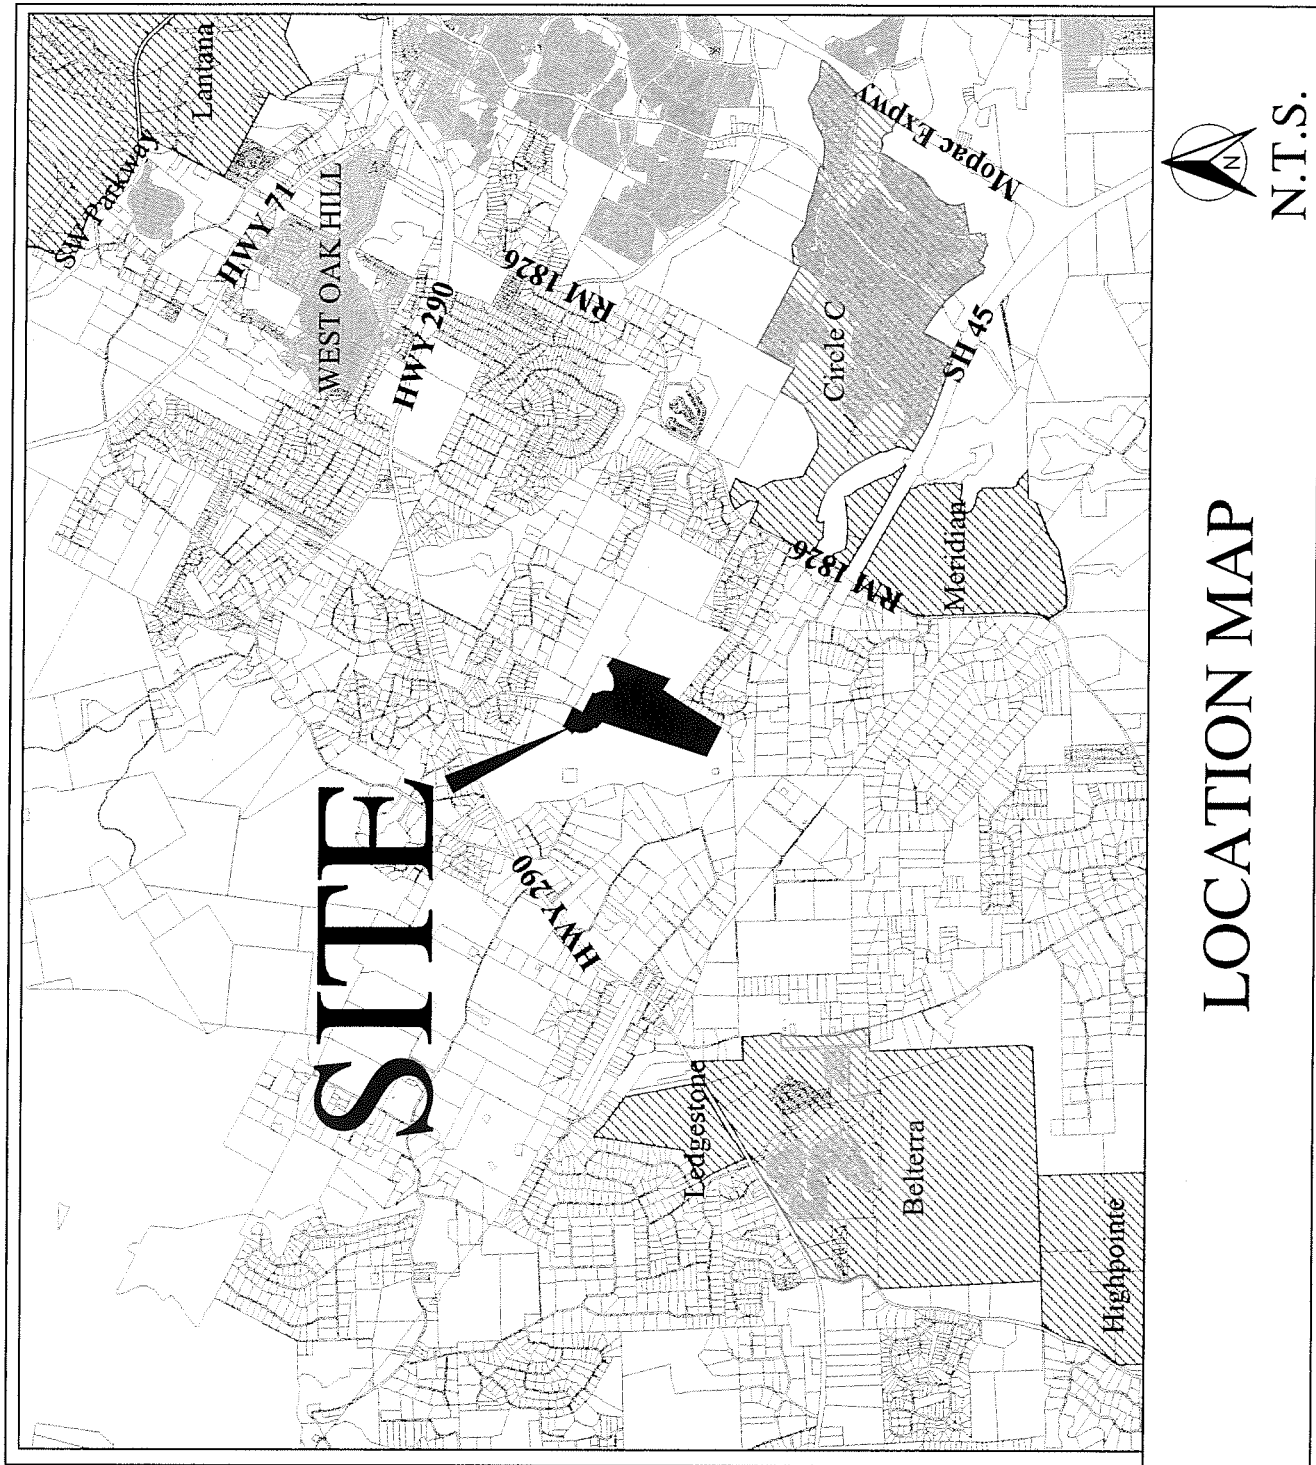 Lantana
SW Parkway
HWY 71
WEST OAK HILL
HWY 290
RM 1826
Mopac Expwy
Circle C
SH 45
Meridian
RM 1826
SITE
HWY 290
Ledgestone
Belterra
Highpointe
N
N.T.S.
LOCATION MAP